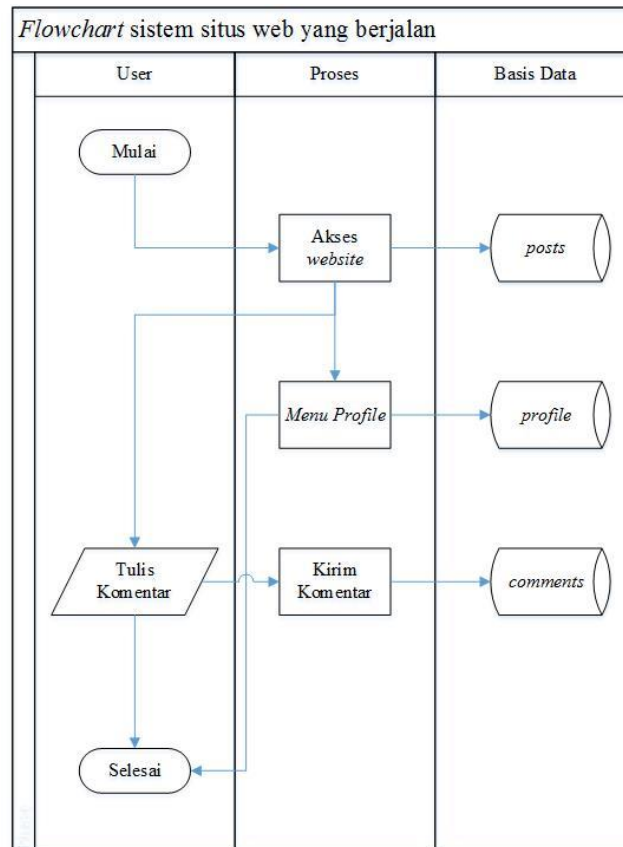 Flowchart sistem situs web yang berjalan
User
Proses
Basis Data
Mulai
Akses
website
posts
Menu Profile
profile
Tulis
Komentar
Kirim
Komentar
comments
Selesai